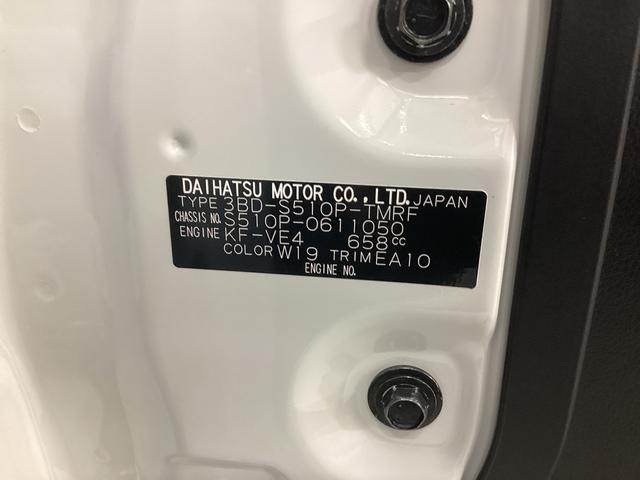 DAIHATSU MOTOR CO., LTD. JAPAN
TYPE 3BD-S510P-TMRF
CHASSIS NO. S510P-0611050
ENGINE KF-VE4 658cc
COLOR W19 TRIM EA10
ENGINE NO.